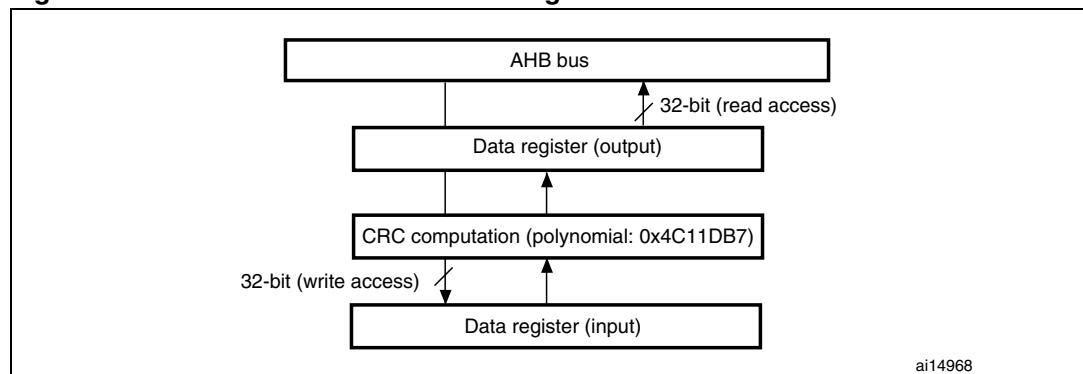 AHB bus
32-bit (read access)
Data register (output)
CRC computation (polynomial: 0x4C11DB7)
32-bit (write access)
Data register (input)
ai14968